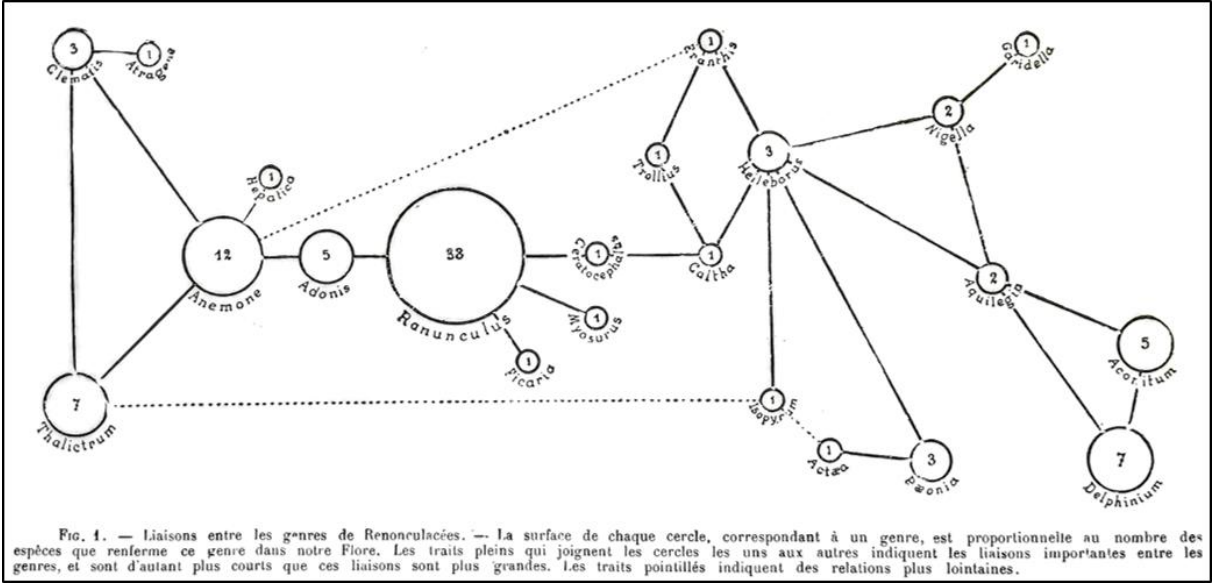 3
Clematis
1
Atragene
1
Eranthis
1
Garidella
2
Nigella
1
Trollius
3
Helleborus
1
Hepatica
12
Anemone
5
Adonis
33
Ranunculus
1
Ceratocephalus
1
Caltha
2
Aquilegia
1
Myosurus
1
Ficaria
5
Aconitum
7
Thalictrum
1
Isopyrum
1
Actæa
3
Pæonia
7
Delphinium
FIG. 1. — Liaisons entre les genres de Renonculacées. — La surface de chaque cercle, correspondant à un genre, est proportionnelle au nombre des
espèces que renferme ce genre dans notre Flore. Les traits pleins qui joignent les cercles les uns aux autres indiquent les liaisons importantes entre les
genres, et sont d'autant plus courts que ces liaisons sont plus grandes. Les traits pointillés indiquent des relations plus lointaines.